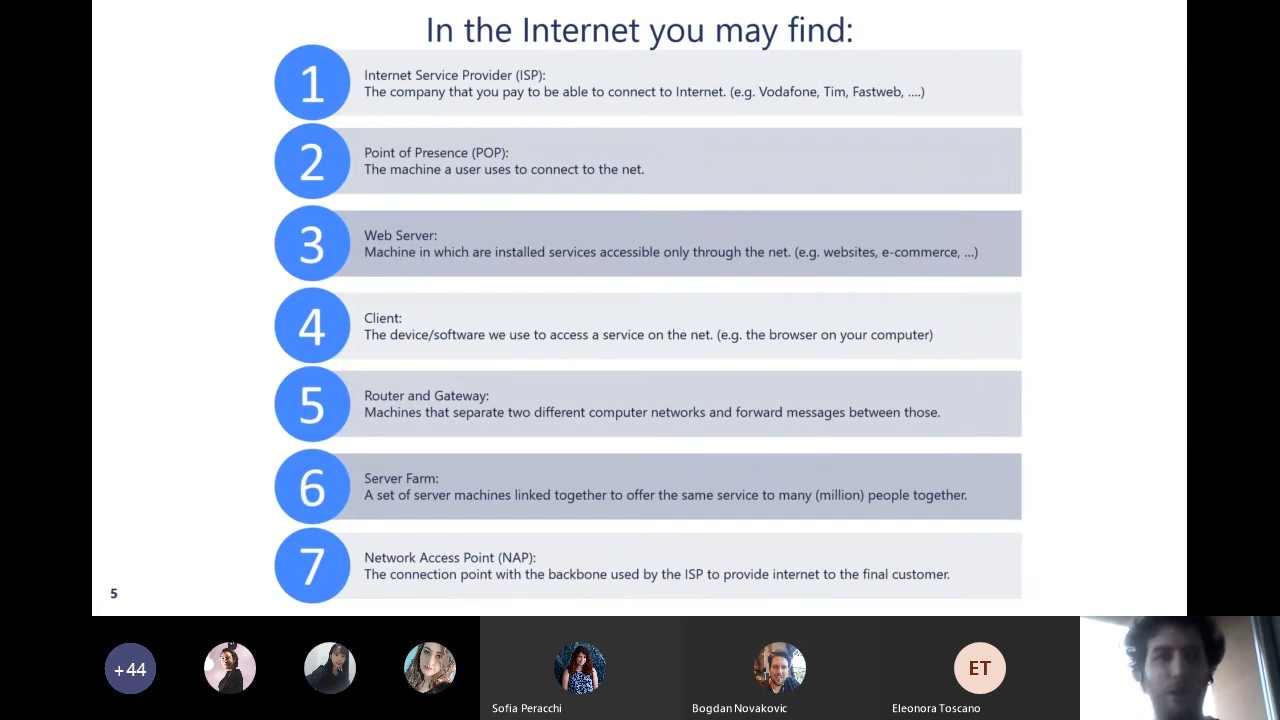 In the Internet you may find:
1
Internet Service Provider (ISP):
The company that you pay to be able to connect to Internet. (e.g. Vodafone, Tim, Fastweb, ....)
2
Point of Presence (POP):
The machine a user uses to connect to the net.
3
Web Server:
Machine in which are installed services accessible only through the net. (e.g. websites, e-commerce, ...)
4
Client:
The device/software we use to access a service on the net. (e.g. the browser on your computer)
5
Router and Gateway:
Machines that separate two different computer networks and forward messages between those.
6
Server Farm:
A set of server machines linked together to offer the same service to many (million) people together.
7
Network Access Point (NAP):
The connection point with the backbone used by the ISP to provide internet to the final customer.
5
+44
ET
Sofia Peracchi
Bogdan Novakovic
Eleonora Toscano